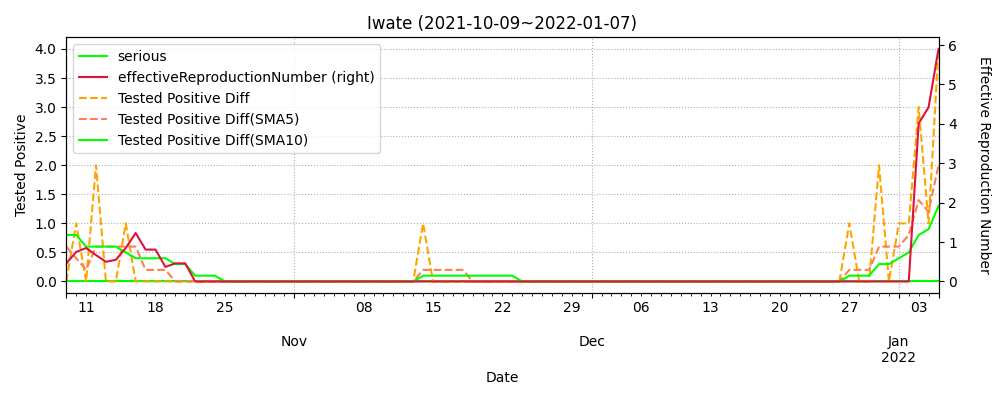 Iwate (2021-10-09~2022-01-07)
serious
effectiveReproductionNumber (right)
Tested Positive Diff
Tested Positive Diff(SMA5)
Tested Positive Diff(SMA10)
Tested Positive
4.0
3.5
3.0
2.5
2.0
1.5
1.0
0.5
0.0
6
5
4
3
2
1
0
Effective Reproduction Number
11 18 25 08 15 22 29 06 13 20 27 03
Nov Dec Jan
2022
Date